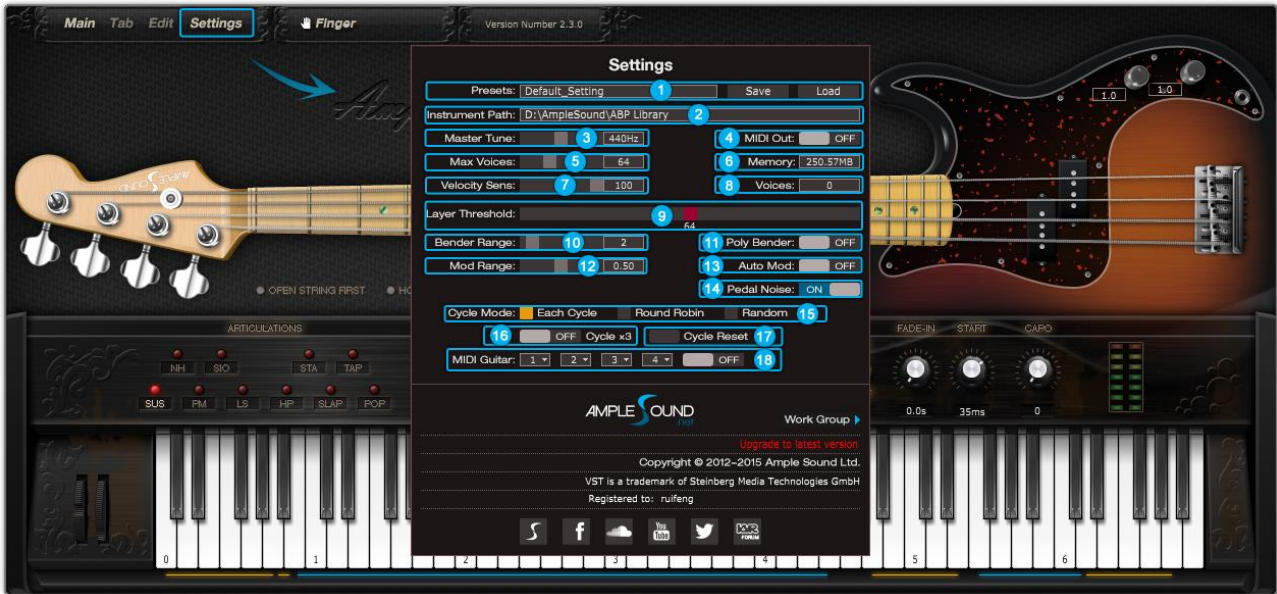 Main Tab Edit Settings Finger Version Number 2.3.0
Settings
Presets: Default_Setting 1 Save Load
Instrument Path: D:\AmpleSound\ABP Library 2
Master Tune: 3 440Hz 4 MIDI Out: OFF
Max Voices: 5 64 6 Memory: 250.57MB
Velocity Sens: 7 100 8 Voices: 0
Layer Threshold: 9
64
Bender Range: 10 2 11 Poly Bender: OFF
Mod Range: 12 0.50 13 Auto Mod: OFF
14 Pedal Noise: ON
Cycle Mode: Each Cycle Round Robin Random 15
16 OFF Cycle x3 Cycle Reset 17
MIDI Guitar: 1 2 3 4 OFF 18
AMPLE SOUND
.net
Work Group
Upgrade to latest version
Copyright © 2012-2015 Ample Sound Ltd.
VST is a trademark of Steinberg Media Technologies GmbH
Registered to: ruifeng
You
Tube
KVR
FORUM
1.0 1.0
OPEN STRING FIRST
ARTICULATIONS
NH SIO STA TAP
SUS PM LS HP SLAP POP
FADE-IN START CAPO
0.0s 35ms 0
0 1 2 3 4 5 6